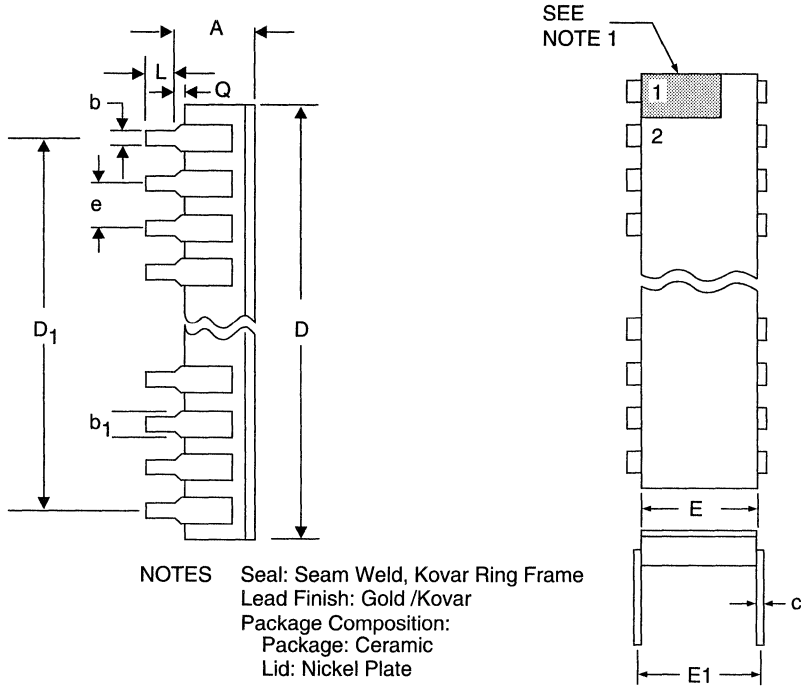 SEE
NOTE 1
A
L
Q
b
1
2
e
D1
D
b1
E
NOTES Seal: Seam Weld, Kovar Ring Frame
Lead Finish: Gold /Kovar
Package Composition:
Package: Ceramic
Lid: Nickel Plate
c
E1